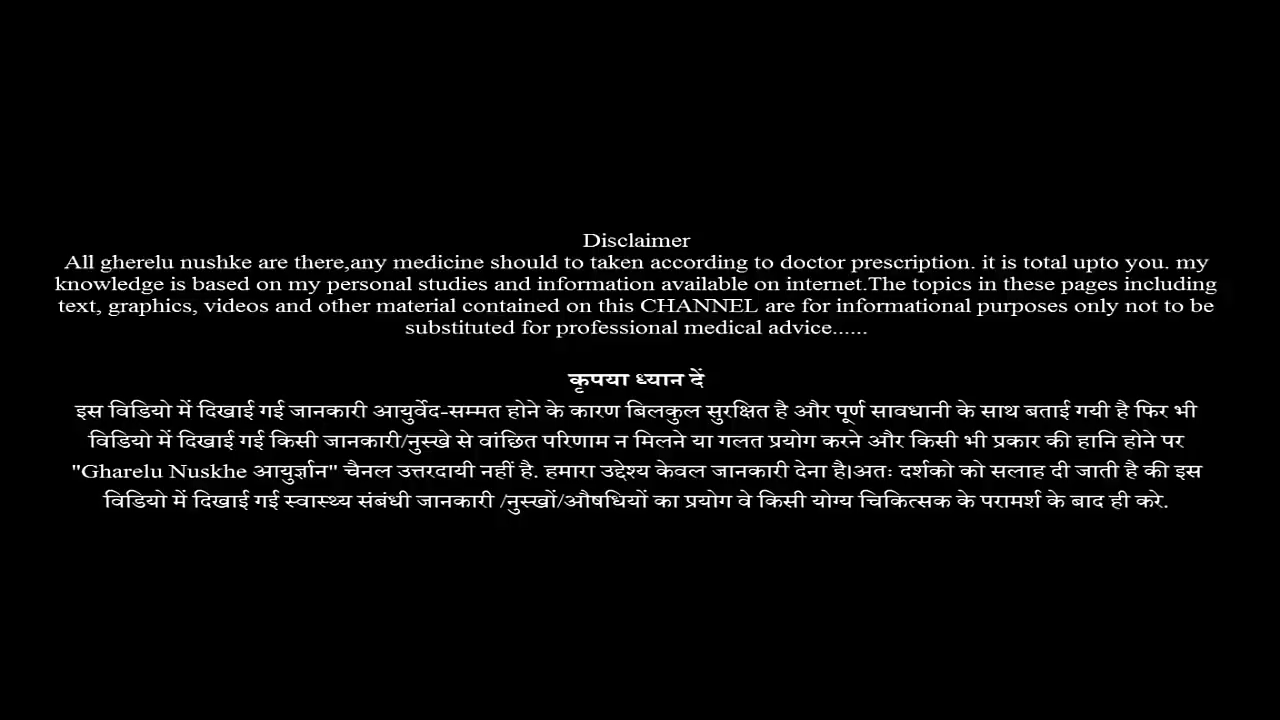 Disclaimer
All gherelu nushke are there,any medicine should to taken according to doctor prescription. it is total upto you. my
knowledge is based on my personal studies and information available on internet.The topics in these pages including
text, graphics, videos and other material contained on this CHANNEL are for informational purposes only not to be
substituted for professional medical advice......
कृपया ध्यान दें
इस विडियो में दिखाई गई जानकारी आयुर्वेद-सम्मत होने के कारण बिलकुल सुरक्षित है और पूर्ण सावधानी के साथ बताई गयी है फिर भी
विडियो में दिखाई गई किसी जानकारी/नुस्खे से वांछित परिणाम न मिलने या गलत प्रयोग करने और किसी भी प्रकार की हानि होने पर
"Gharelu Nuskhe आयुर्ज्ञान" चैनल उत्तरदायी नहीं है. हमारा उद्देश्य केवल जानकारी देना है।अतः दर्शको को सलाह दी जाती है की इस
विडियो में दिखाई गई स्वास्थ्य संबंधी जानकारी /नुस्खों/औषधियों का प्रयोग वे किसी योग्य चिकित्सक के परामर्श के बाद ही करे.